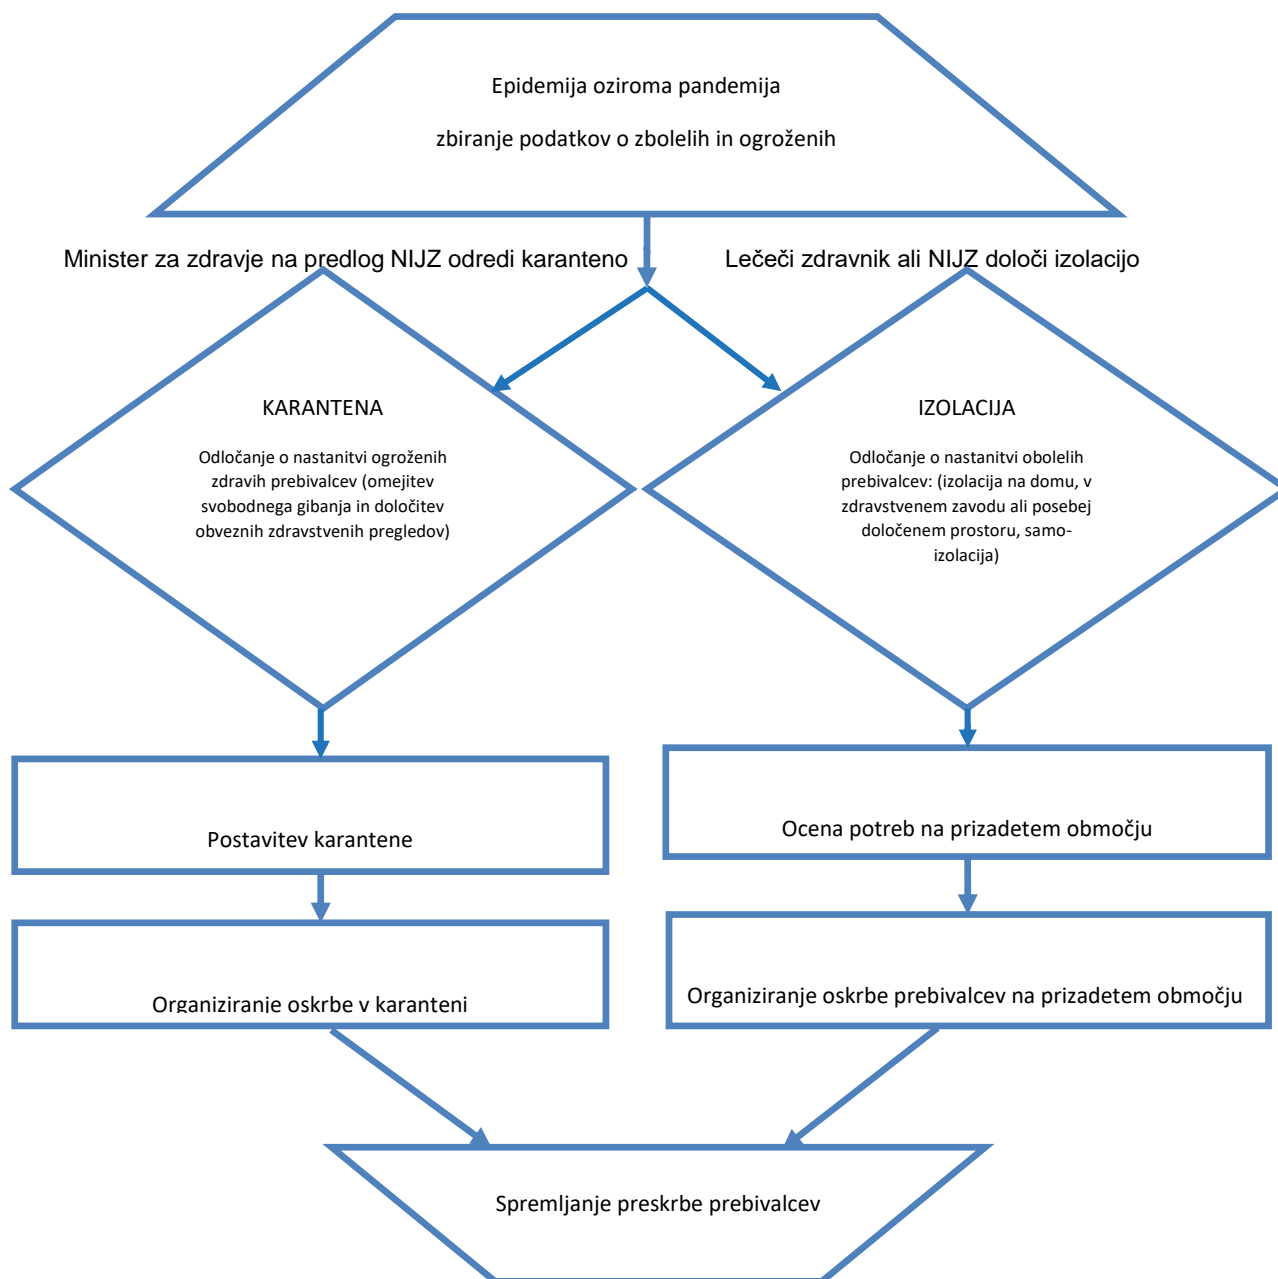 Epidemija oziroma pandemija
zbiranje podatkov o zbolelih in ogroženih
Minister za zdravje na predlog NIJZ odredi karanteno
Lečeči zdravnik ali NIJZ določi izolacijo
KARANTENA
Odločanje o nastanitvi ogroženih
zdravih prebivalcev (omejitev
svobodnega gibanja in določitev
obveznih zdravstvenih pregledov)
IZOLACIJA
Odločanje o nastanitvi obolelih
prebivalcev: (izolacija na domu, v
zdravstvenem zavodu ali posebej
določenem prostoru, samo-
izolacija)
Postavitev karantene
Ocena potreb na prizadetem območju
Organiziranje oskrbe v karanteni
Organiziranje oskrbe prebivalcev na prizadetem območju
Spremljanje preskrbe prebivalcev